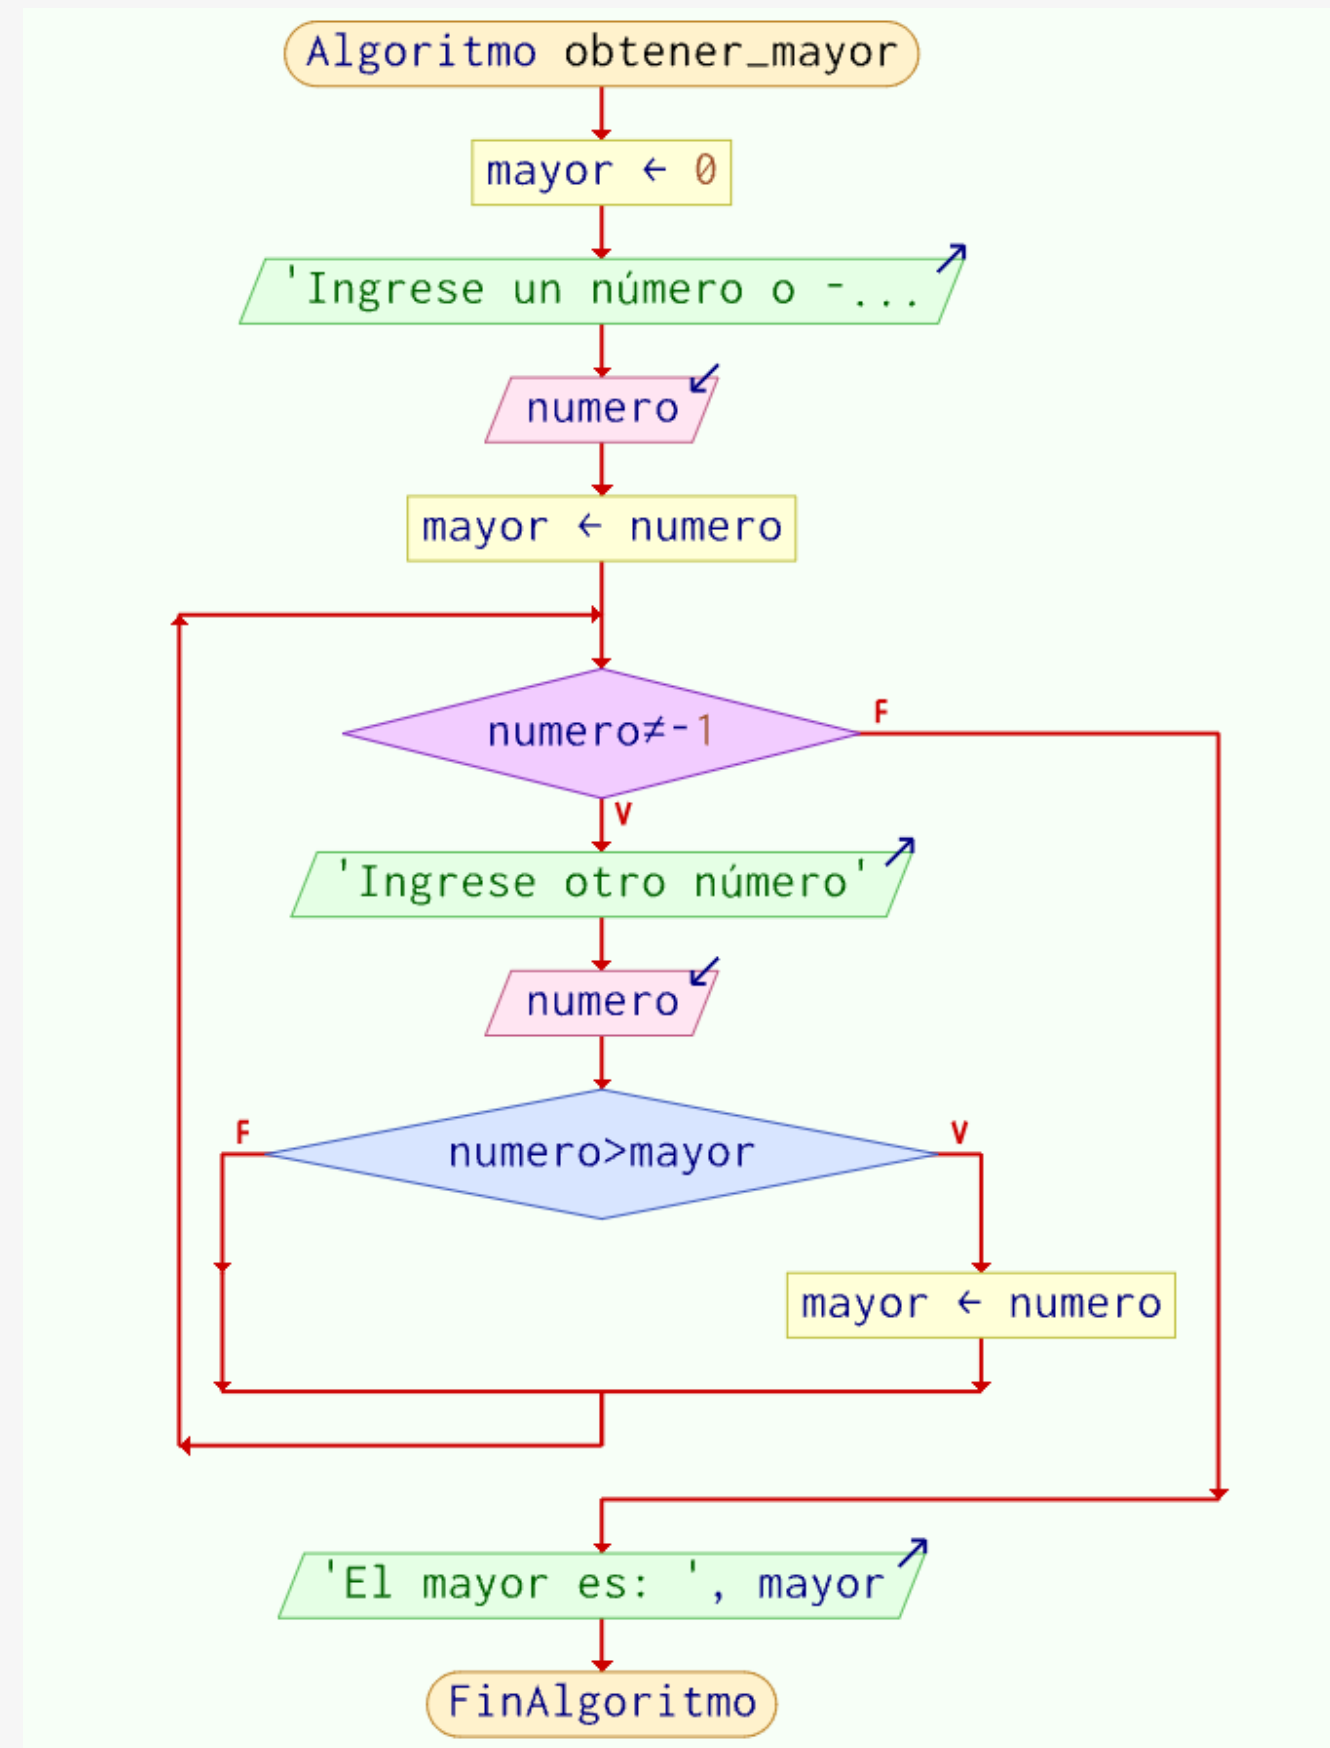 Algoritmo obtener_mayor
mayor ← 0
'Ingrese un número o -...
numero
mayor ← numero
numero≠-1
F
V
'Ingrese otro número'
numero
numero>mayor
F
V
mayor ← numero
'El mayor es: ', mayor
FinAlgoritmo